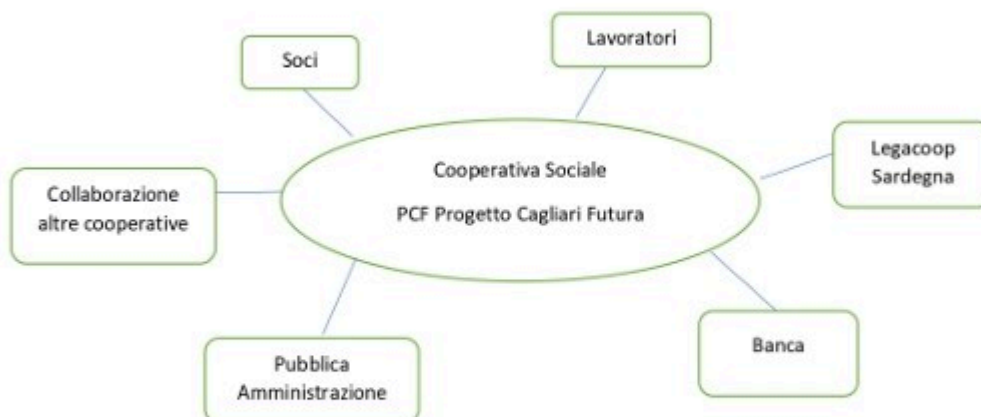 Lavoratori
Soci
Legacoop
Sardegna
Cooperativa Sociale
PCF Progetto Cagliari Futura
Collaborazione
altre cooperative
Banca
Pubblica
Amministrazione